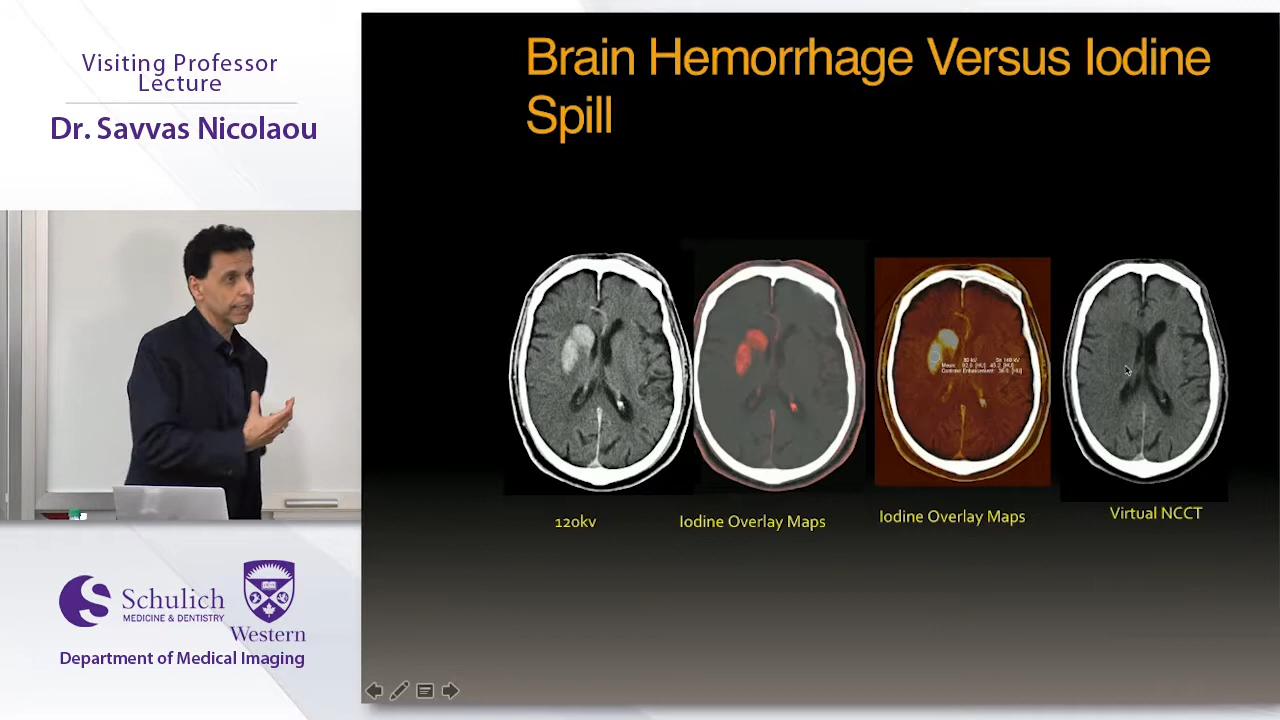 Visiting Professor
Lecture
Dr. Savvas Nicolaou
Brain Hemorrhage Versus Iodine
Spill
120kv
Iodine Overlay Maps
Iodine Overlay Maps
Virtual NCCT
Schulich
MEDICINE & DENTISTRY
Western
Department of Medical Imaging